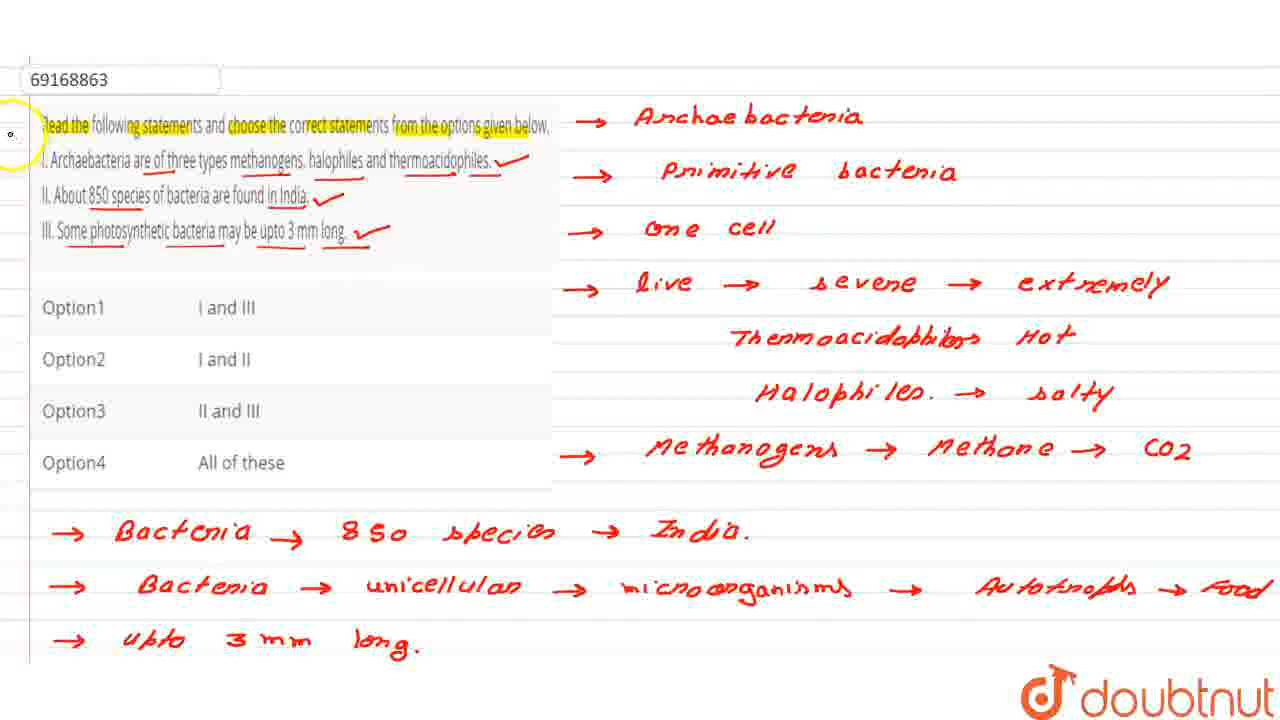 69168863
Read the following statements and choose the correct statements from the options given below.
I. Archaebacteria are of three types methanogens. halophiles and thermoacidophiles.
II. About 850 species of bacteria are found in India.
III. Some photosynthetic bacteria may be upto 3 mm long.
Option1 I and III
Option2 I and II
Option3 II and III
Option4 All of these
→ Archaebacteria
→ Primitive bacteria
→ one cell
→ live → severe → extremely
Thermoacidophiles Hot
Halophiles. → salty
→ Methanogens → Methane → CO2
→ Bacteria → 850 species → India.
→ Bacteria → unicellular → microorganisms → Autotrophs → Food
→ upto 3 mm long.
doubtnut